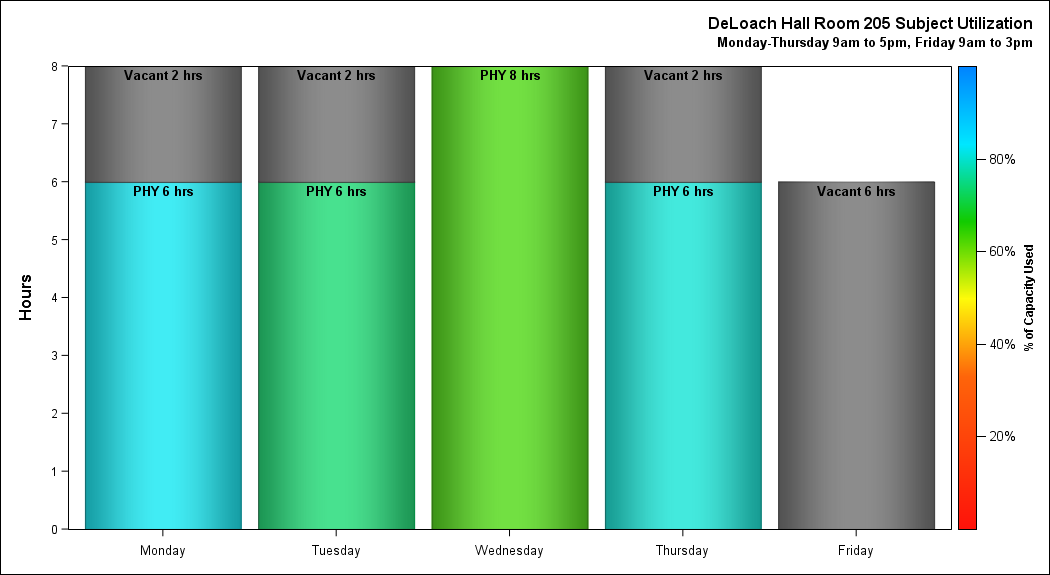 DeLoach Hall Room 205 Subject Utilization
Monday-Thursday 9am to 5pm, Friday 9am to 3pm
8
7
6
5
4
3
2
1
0
Hours
Vacant 2 hrs
PHY 6 hrs
Vacant 2 hrs
PHY 6 hrs
PHY 8 hrs
Vacant 2 hrs
PHY 6 hrs
Vacant 6 hrs
Monday
Tuesday
Wednesday
Thursday
Friday
80%
60%
40%
20%
% of Capacity Used